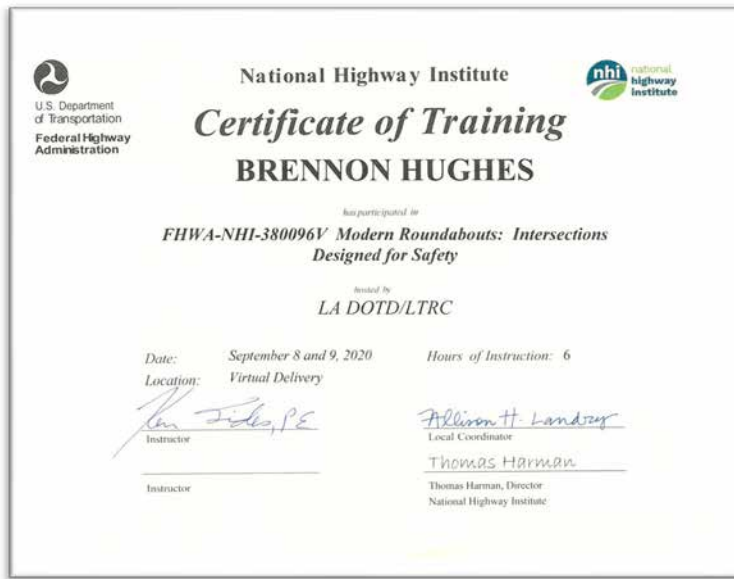 U.S. Department
of Transportation
Federal Highway
Administration
National Highway Institute
nhi national
highway
institute
Certificate of Training
BRENNON HUGHES
has participated in
FHWA-NHI-380096V Modern Roundabouts: Intersections
Designed for Safety
hosted by
LA DOTD/LTRC
Date: September 8 and 9, 2020 Hours of Instruction: 6
Location: Virtual Delivery
Ken Sides, PE
Instructor
Allison H. Landry
Local Coordinator
Thomas Harman
Instructor
Thomas Harman, Director
National Highway Institute